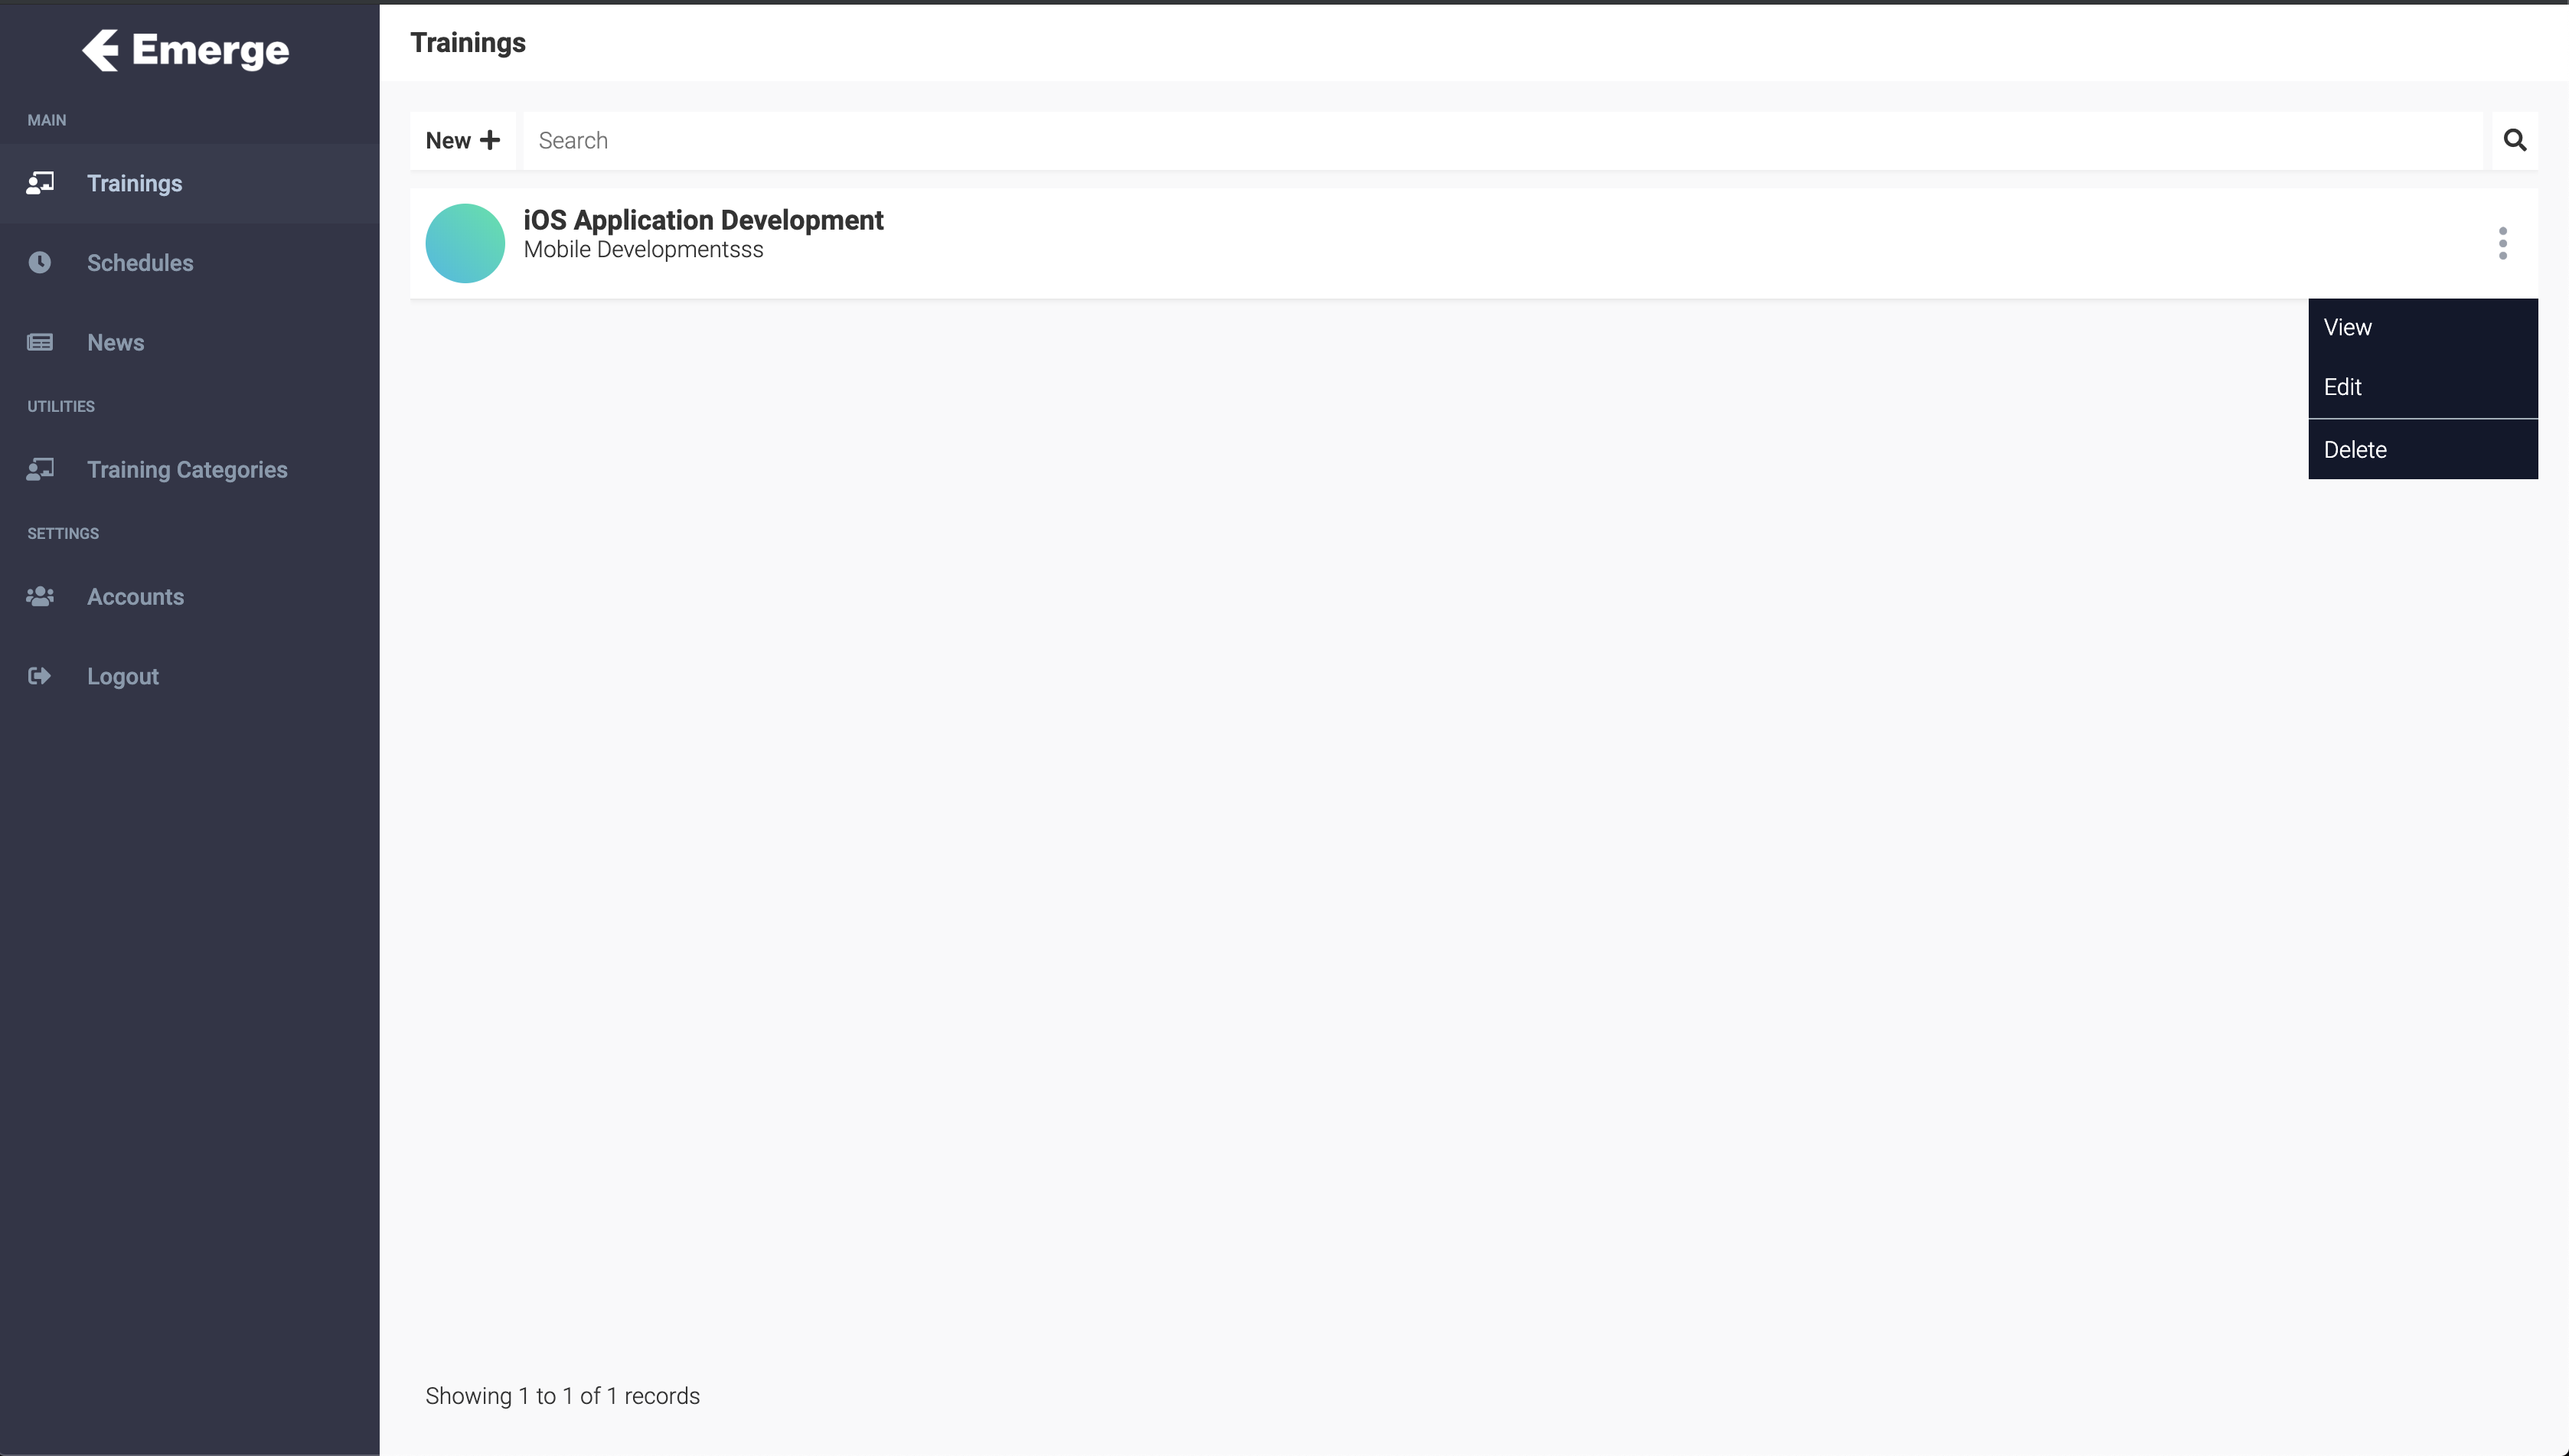 Emerge
MAIN
Trainings
Schedules
News
UTILITIES
Training Categories
SETTINGS
Accounts
Logout
Trainings
New
Search
iOS Application Development
Mobile Developmentsss
View
Edit
Delete
Showing 1 to 1 of 1 records